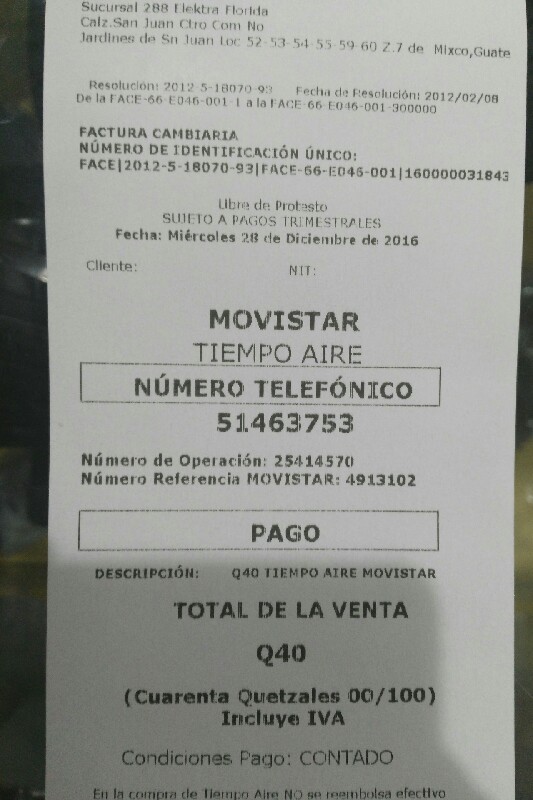 Sucursal 288 Elektra Florida
Calz.San Juan Ctro Com No
Jardines de Sn Juan Loc 52-53-54-55-59-60 Z.7 de Mixco,Guate
Resolución: 2012-5-18070-93 Fecha de Resolución: 2012/02/08
De la FACE-66-E046-001-1 a la FACE-66-E046-001-300000
FACTURA CAMBIARIA
NÚMERO DE IDENTIFICACIÓN ÚNICO:
FACE|2012-5-18070-93|FACE-66-E046-001|160000031843
Libre de Protesto
SUJETO A PAGOS TRIMESTRALES
Fecha: Miércoles 28 de Diciembre de 2016
Cliente: NIT:
MOVISTAR
TIEMPO AIRE
NÚMERO TELEFÓNICO
51463753
Número de Operación: 25414570
Número Referencia MOVISTAR: 4913102
PAGO
DESCRIPCIÓN: Q40 TIEMPO AIRE MOVISTAR
TOTAL DE LA VENTA
Q40
(Cuarenta Quetzales 00/100)
Incluye IVA
Condiciones Pago: CONTADO
En la compra de Tiempo Aire NO se reembolsa efectivo